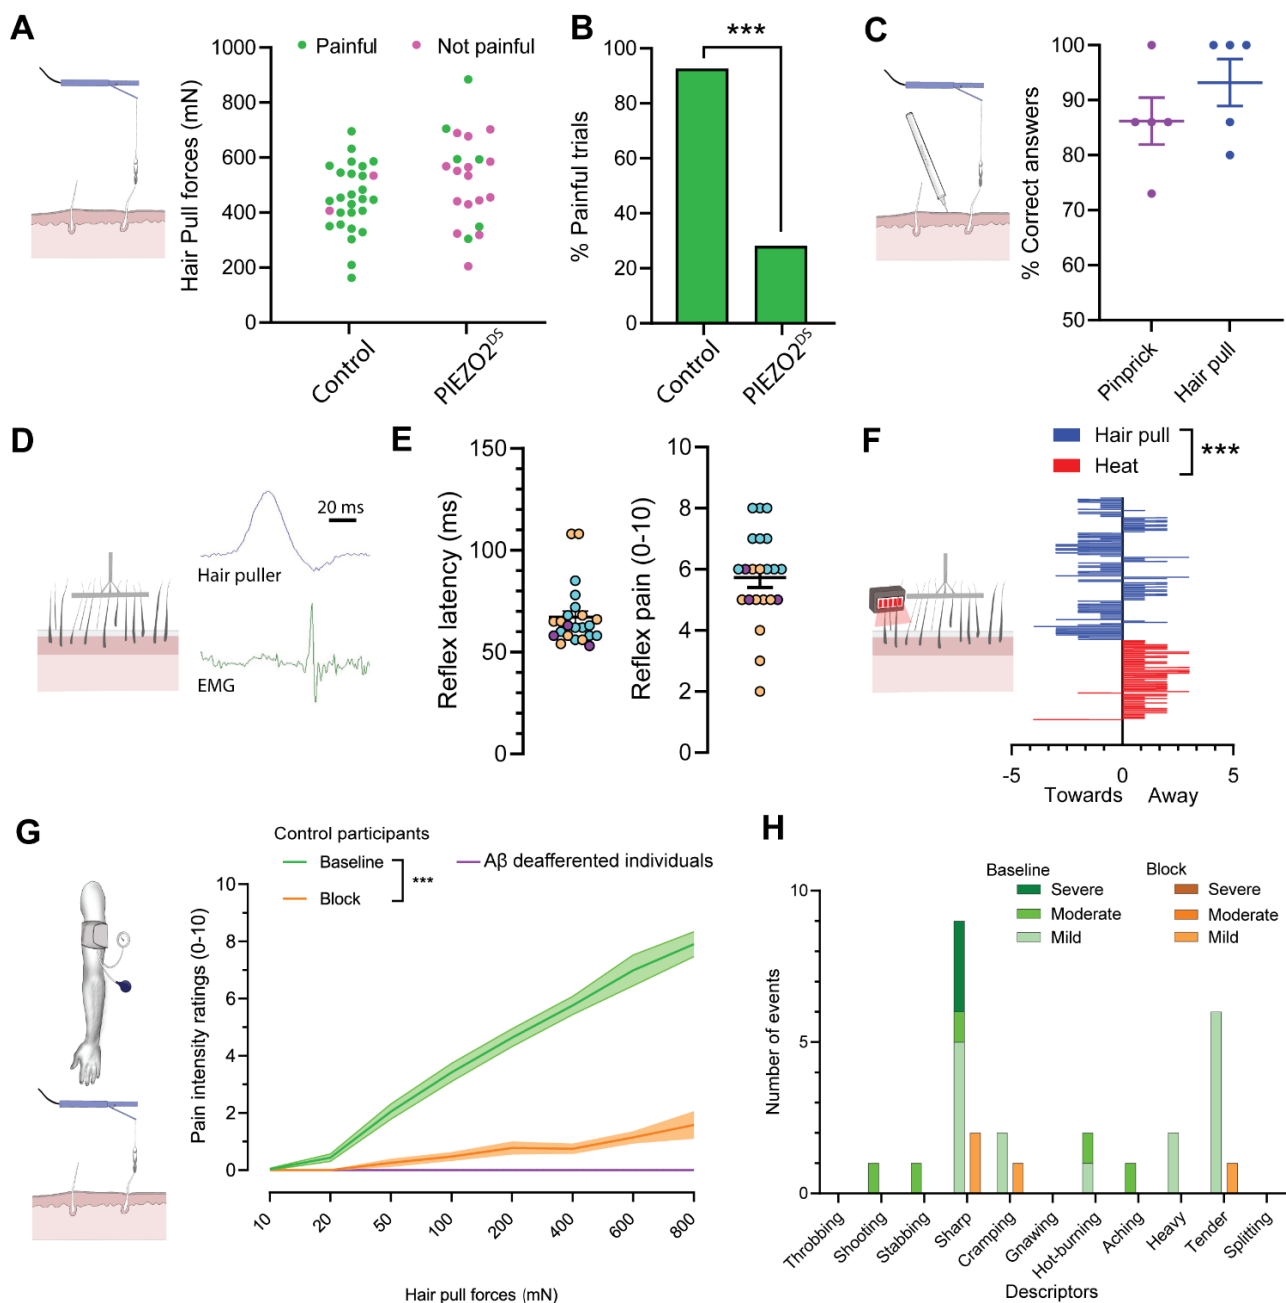 A
Painful
Not painful
Hair Pull forces (mN)
1000
800
600
400
200
0
Control
PIEZO2DS
B
***
% Painful trials
100
80
60
40
20
0
Control
PIEZO2DS
C
% Correct answers
100
90
80
70
60
50
Pinprick
Hair pull
D
20 ms
Hair puller
EMG
E
Reflex latency (ms)
150
100
50
0
Reflex pain (0-10)
10
8
6
4
2
0
F
Hair pull
Heat
***
-5
0
5
Towards
Away
G
Control participants
Baseline
Block
***
Aβ deafferented individuals
Pain intensity ratings (0-10)
10
8
6
4
2
0
10
20
50
100
200
400
600
800
Hair pull forces (mN)
H
Baseline
Severe
Moderate
Mild
Block
Severe
Moderate
Mild
Number of events
10
5
0
Throbbing
Shooting
Stabbing
Sharp
Cramping
Gnawing
Hot-burning
Aching
Heavy
Tender
Splitting
Descriptors